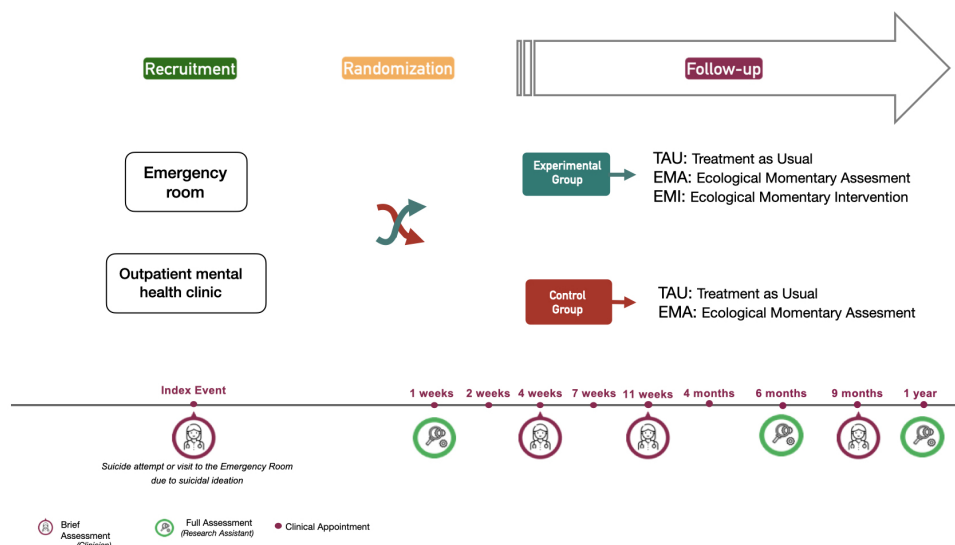 Recruitment
Randomization
Follow-up
Emergency
room
Outpatient mental
health clinic
Experimental
Group
TAU: Treatment as Usual
EMA: Ecological Momentary Assesment
EMI: Ecological Momentary Intervention
Control
Group
TAU: Treatment as Usual
EMA: Ecological Momentary Assesment
Index Event
1 weeks
2 weeks
4 weeks
7 weeks
11 weeks
4 months
6 months
9 months
1 year
Suicide attempt or visit to the Emergency Room
due to suicidal ideation
Brief
Assessment
(Clinician)
Full Assessment
(Research Assistant)
Clinical Appointment